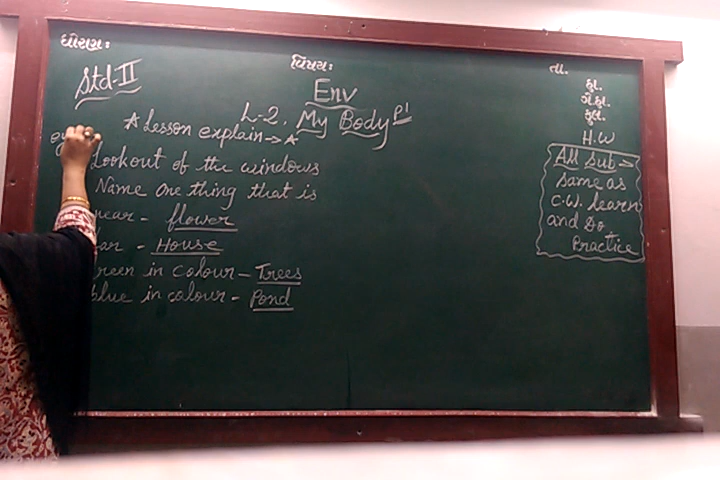 ધોરણ:
વિષય:
તા.
Std-II
Env
કુ.
ગે.હા.
કુલ.
L-2. My Body P1
* Lesson explain → *
H.W
All Sub →
Same as
C.W. learn
and Do
Practice
Lookout of the windows
Name one thing that is
near - flower
far - House
green in colour - Trees
blue in colour - Pond